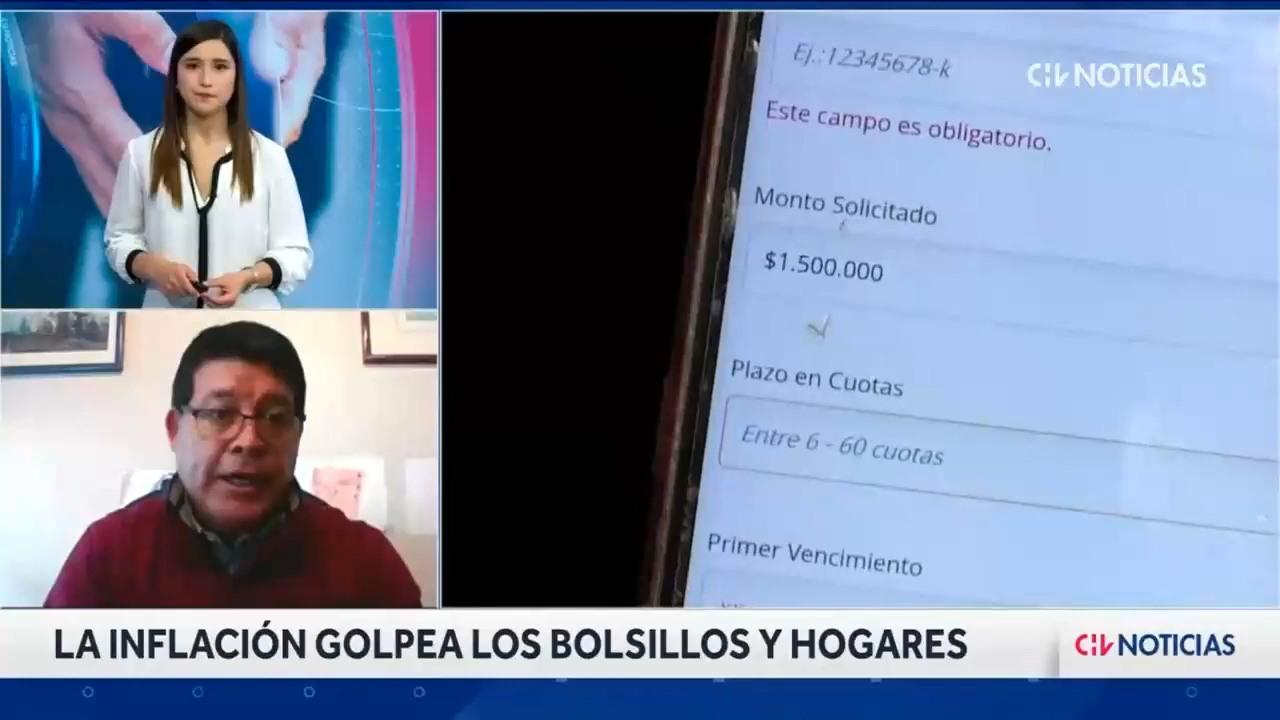 Ej.:12345678-k
CHV NOTICIAS
Este campo es obligatorio.
Monto Solicitado
$1.500.000
Plazo en Cuotas
Entre 6 - 60 cuotas
Primer Vencimiento
LA INFLACIÓN GOLPEA LOS BOLSILLOS Y HOGARES
CHV NOTICIAS